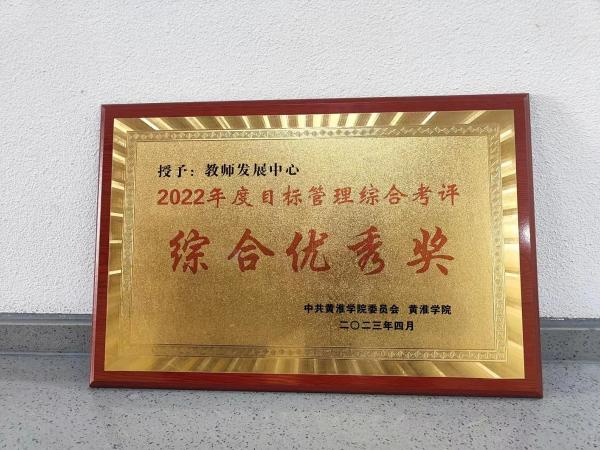 授予：教师发展中心
2022年度目标管理综合考评
综合优秀奖
中共黄淮学院委员会 黄淮学院
二〇二三年四月